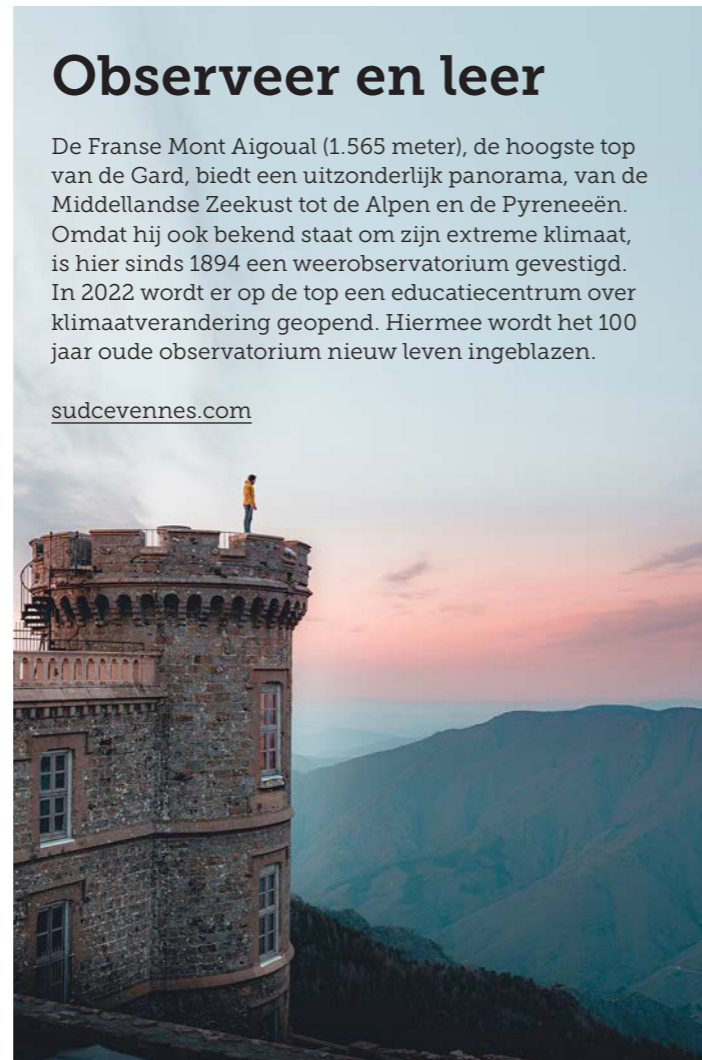 Observeer en leer
De Franse Mont Aigoual (1.565 meter), de hoogste top
van de Gard, biedt een uitzonderlijk panorama, van de
Middellandse Zeekust tot de Alpen en de Pyreneeën.
Omdat hij ook bekend staat om zijn extreme klimaat,
is hier sinds 1894 een weerobservatorium gevestigd.
In 2022 wordt er op de top een educatiecentrum over
klimaatverandering geopend. Hiermee wordt het 100
jaar oude observatorium nieuw leven ingeblazen.
sudcevennes.com